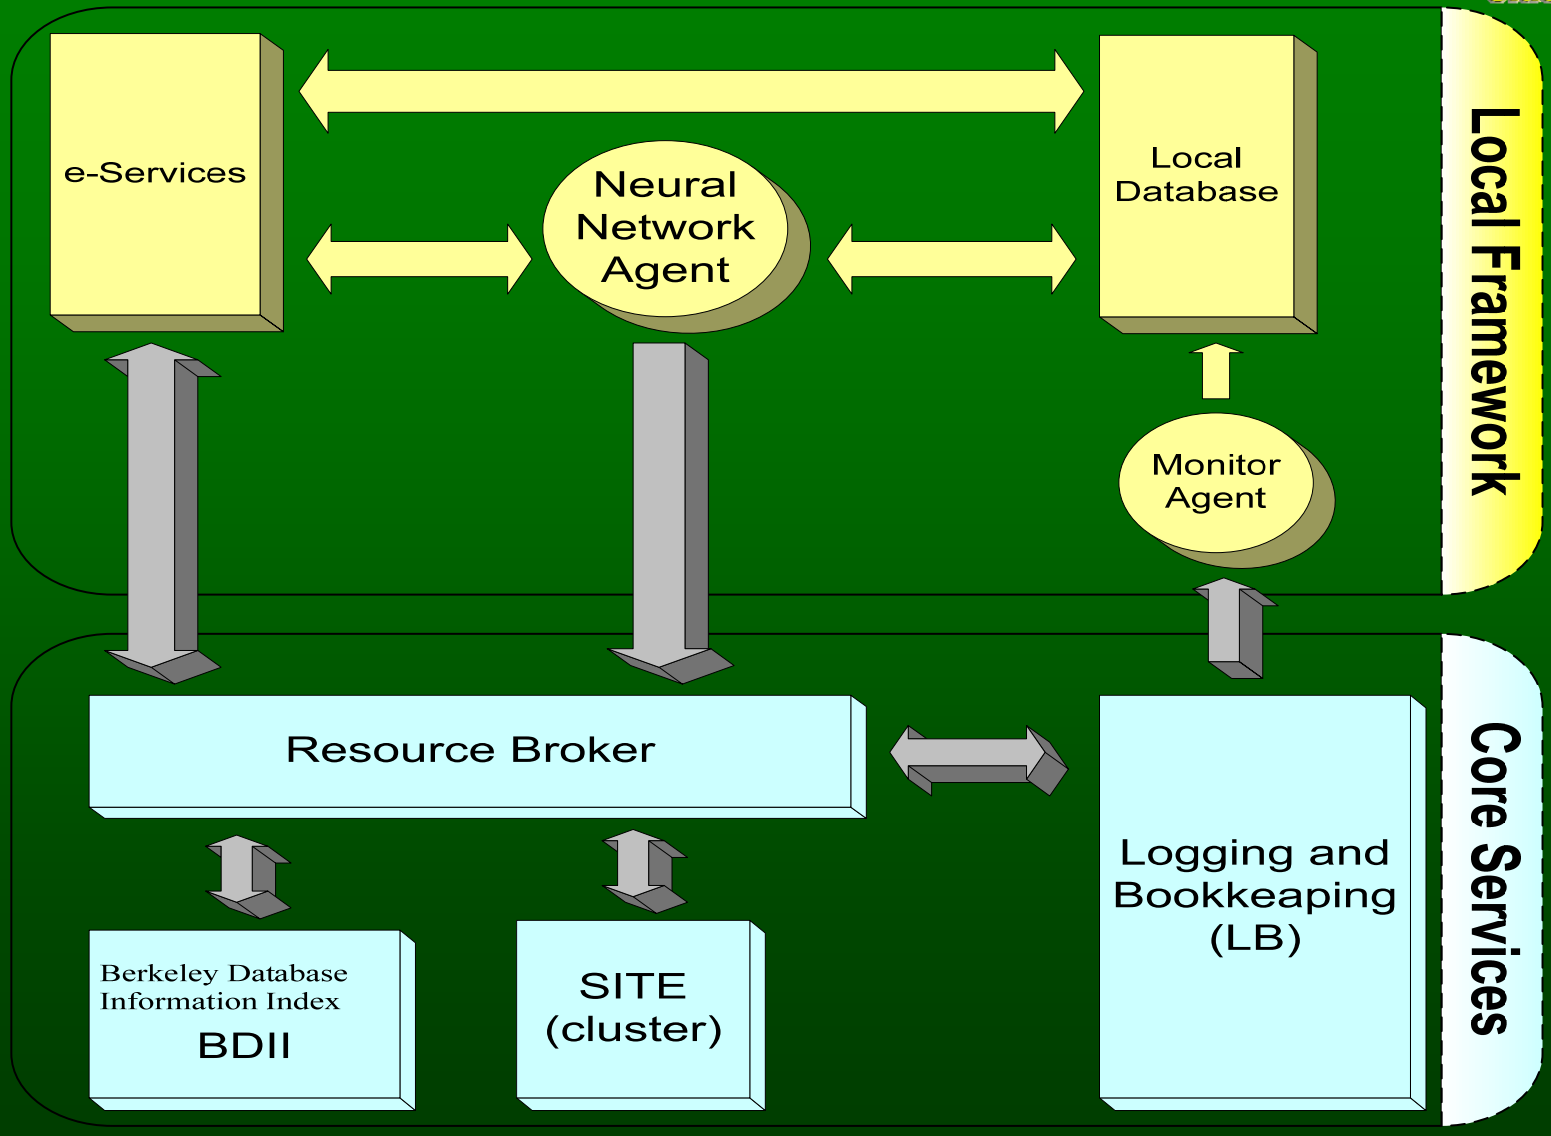 e-Services
Neural
Network
Agent
Local
Database
Monitor
Agent
Local Framework
Resource Broker
Logging and
Bookkeaping
(LB)
Berkeley Database
Information Index
BDII
SITE
(cluster)
Core Services